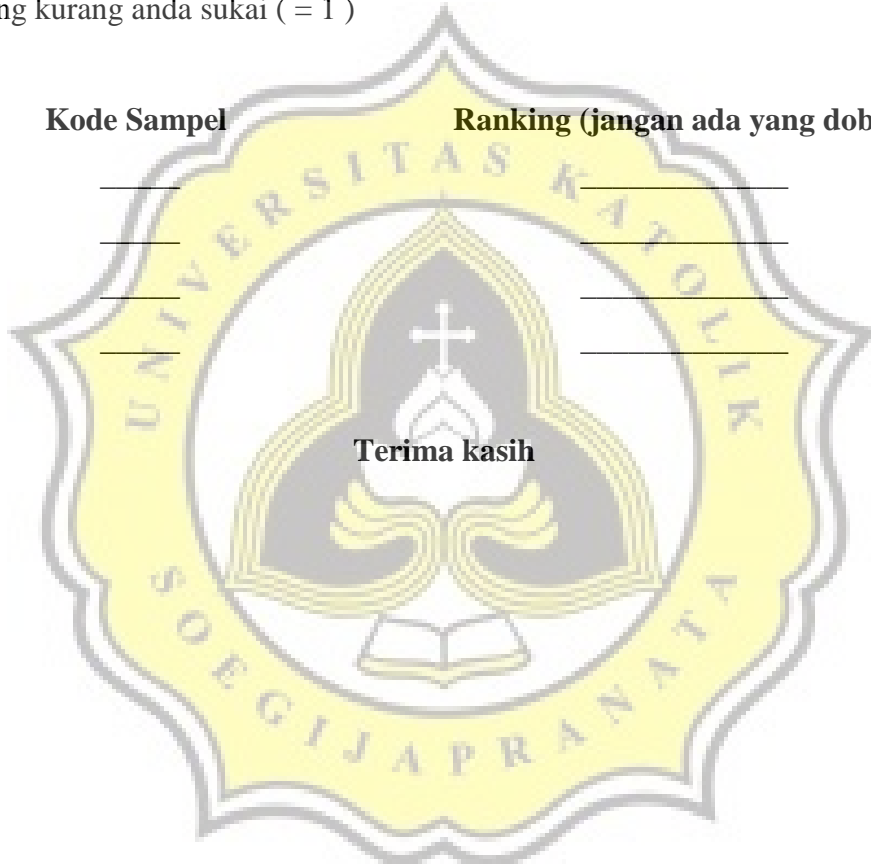 ng kurang anda sukai ( = 1 )
Kode Sampel Ranking (jangan ada yang dob
UNIVERSITAS KATOLIK
Terima kasih
SOEGIJAPRANATA